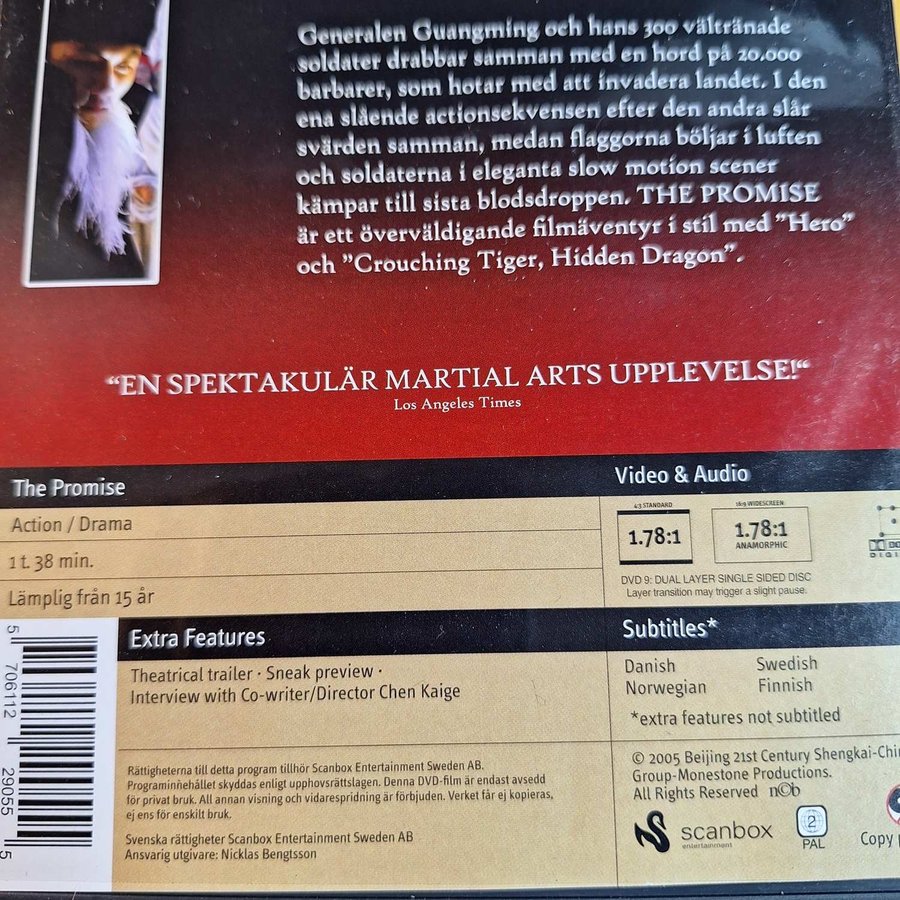 Generalen Guangming och hans 300 vältränade
soldater drabbar samman med en hord på 20.000
barbarer, som hotar med att invadera landet. I den
ena slående actionsekvensen efter den andra slår
svärden samman, medan flaggorna böljar i luften
och soldaterna i eleganta slow motion scener
kämpar till sista blodsdroppen. THE PROMISE
är ett överväldigande filmäventyr i stil med "Hero"
och "Crouching Tiger, Hidden Dragon".
“EN SPEKTAKULÄR MARTIAL ARTS UPPLEVELSE!“
Los Angeles Times
The Promise
Action / Drama
1 t. 38 min.
Lämplig från 15 år
Video & Audio
4:3 STANDARD
1.78:1
16:9 WIDESCREEN
1.78:1
ANAMORPHIC
DVD 9: DUAL LAYER SINGLE SIDED DISC
Layer transition may trigger a slight pause.
Extra Features
Theatrical trailer · Sneak preview ·
Interview with Co-writer/Director Chen Kaige
Subtitles*
Danish Swedish
Norwegian Finnish
*extra features not subtitled
Rättigheterna till detta program tillhör Scanbox Entertainment Sweden AB.
Programinnehållet skyddas enligt upphovsrättslagen. Denna DVD-film är endast avsedd
för privat bruk. All annan visning och vidarespridning är förbjuden. Verket får ej kopieras,
ej ens för enskilt bruk.
Svenska rättigheter Scanbox Entertainment Sweden AB
Ansvarig utgivare: Nicklas Bengtsson
© 2005 Beijing 21st Century Shengkai-Chin
Group-Monestone Productions.
All Rights Reserved n©b
scanbox
entertainment
2
PAL
Copy
5 706112 29055 5